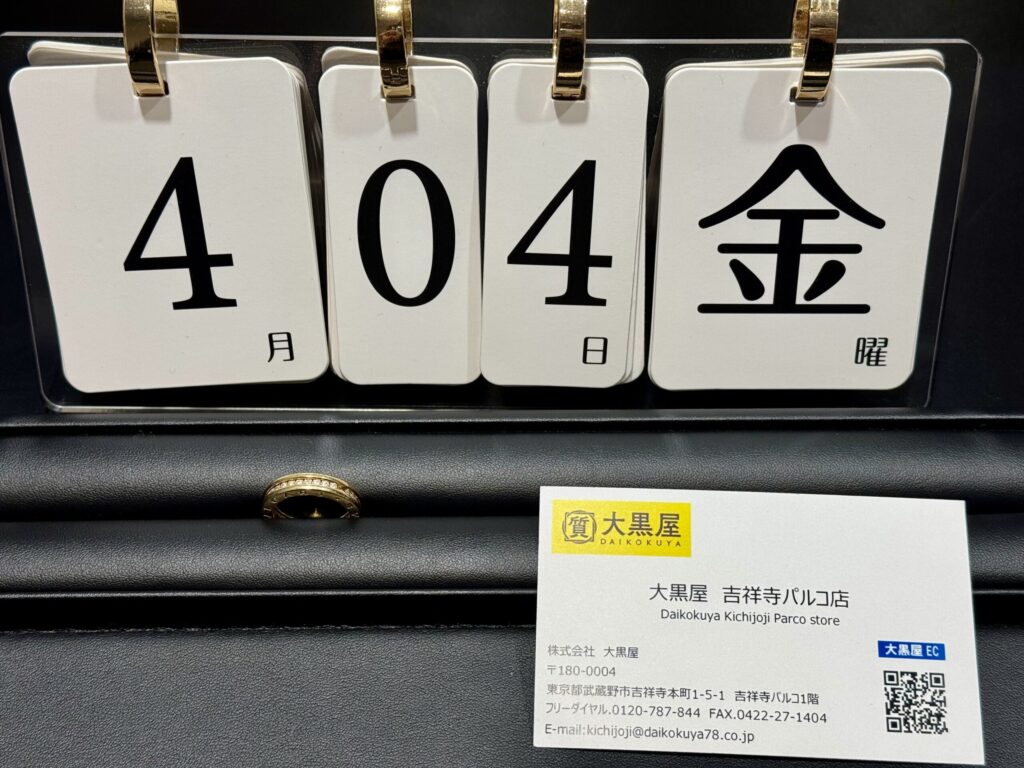 4月 04日 金曜
質 大黒屋
DAIKOKUYA
大黒屋 吉祥寺パルコ店
Daikokuya Kichijoji Parco store
大黒屋 EC
株式会社 大黒屋
〒180-0004
東京都武蔵野市吉祥寺本町1-5-1 吉祥寺パルコ1階
フリーダイヤル.0120-787-844 FAX.0422-27-1404
E-mail:kichijoji@daikokuya78.co.jp